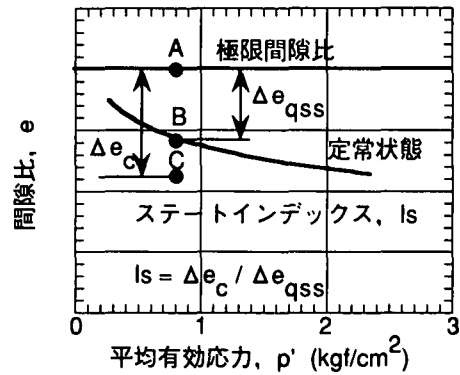 A
極限間隙比
Δe_qss
B
Δe_c
C
定常状態
間隙比, e
ステートインデックス, Is
Is = Δe_c / Δe_qss
0 1 2 3
平均有効応力, p' (kgf/cm²)